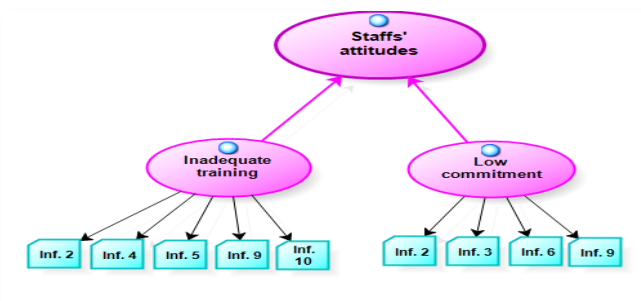 Staffs'
attitudes
Inadequate
training
Low
commitment
Inf. 2
Inf. 4
Inf. 5
Inf. 9
Inf.
10
Inf. 2
Inf. 3
Inf. 6
Inf. 9